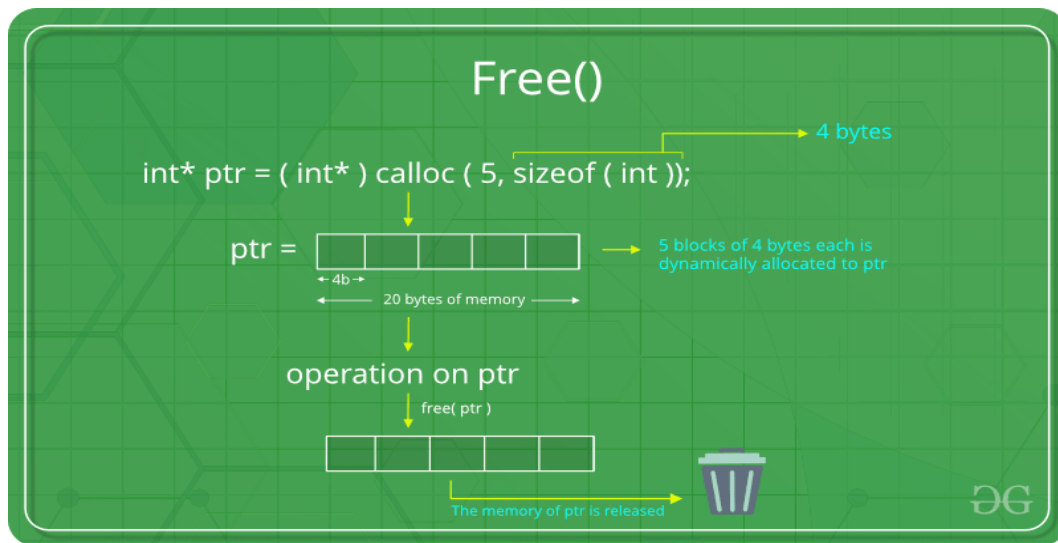 Free()
4 bytes
int* ptr = ( int* ) calloc ( 5, sizeof ( int ));
ptr =
5 blocks of 4 bytes each is
dynamically allocated to ptr
4b
20 bytes of memory
operation on ptr
free( ptr )
The memory of ptr is released